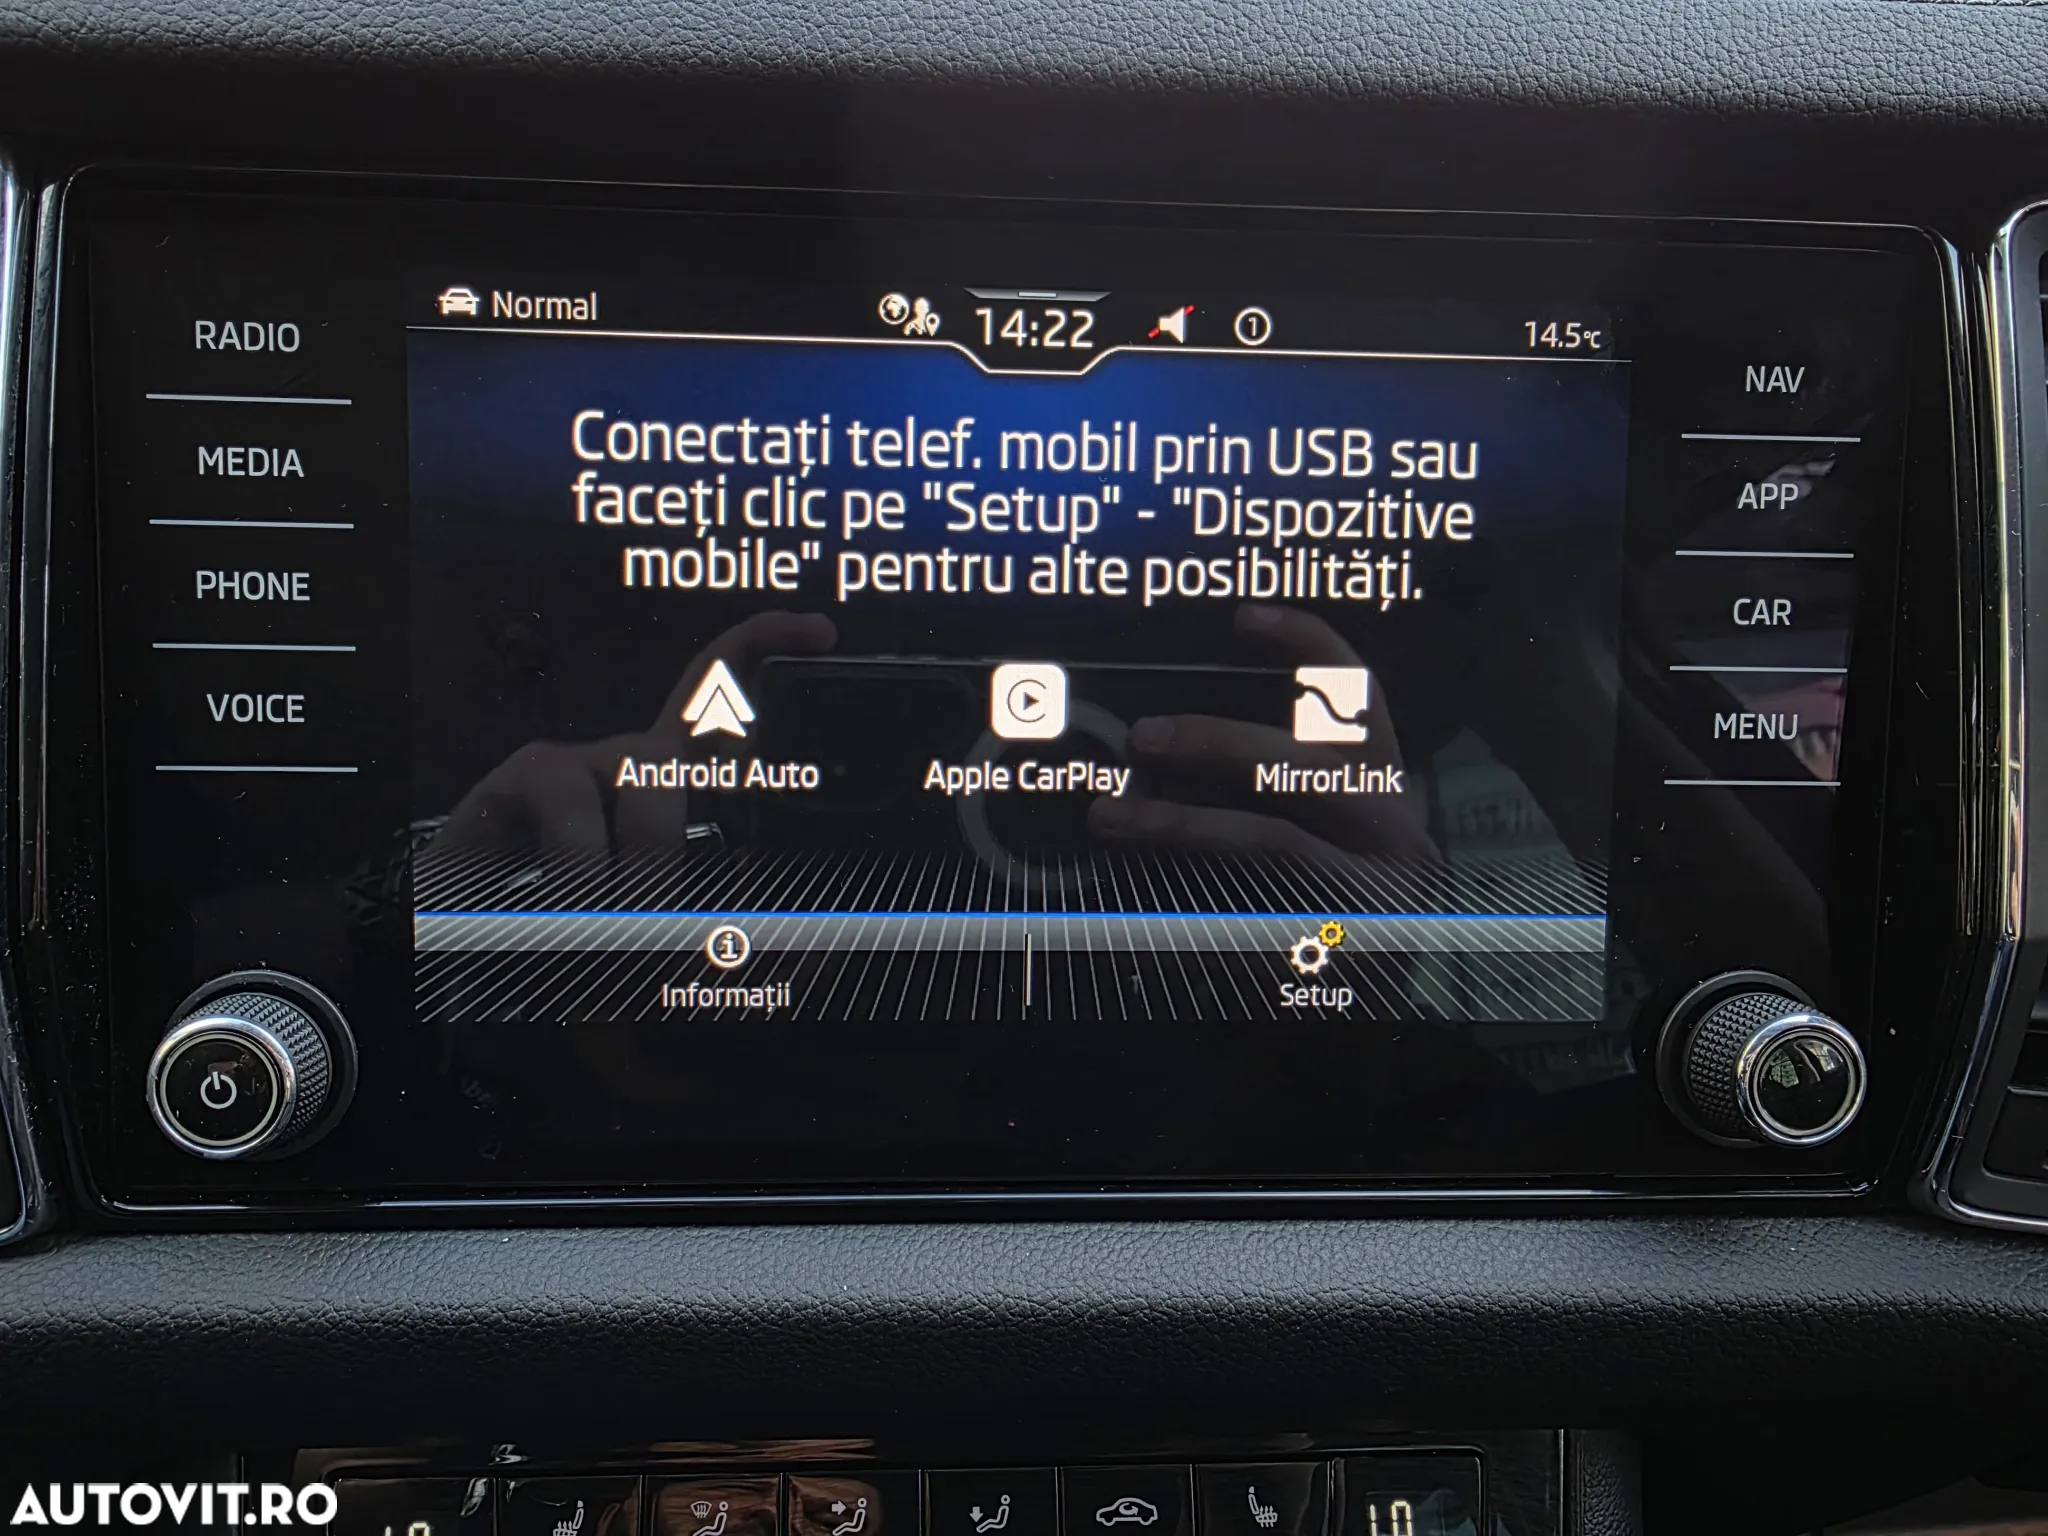 Normal
14:22
1
14.5°C
RADIO
MEDIA
PHONE
VOICE
NAV
APP
CAR
MENU
Conectați telef. mobil prin USB sau
faceți clic pe "Setup" - "Dispozitive
mobile" pentru alte posibilități.
Android Auto
Apple CarPlay
MirrorLink
Informații
Setup
AUTOVIT.RO